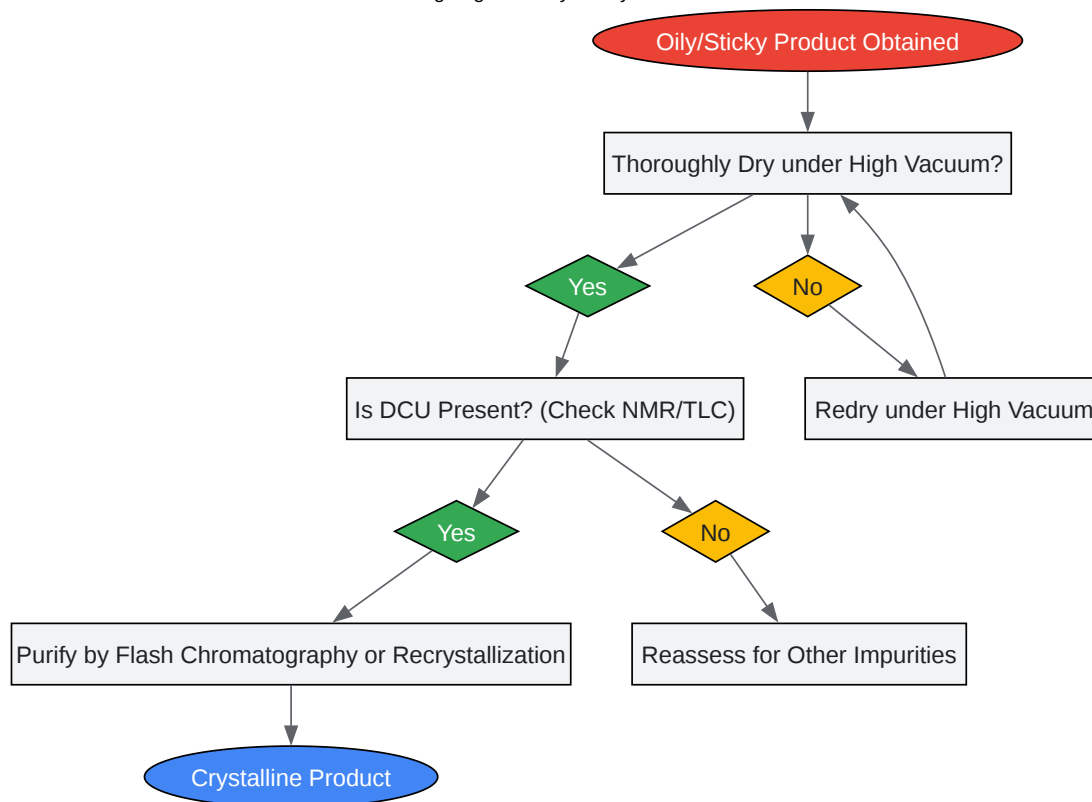 Oily/Sticky Product Obtained
Thoroughly Dry under High Vacuum?
Yes
No
Is DCU Present? (Check NMR/TLC)
Redry under High Vacuum
Yes
No
Purify by Flash Chromatography or Recrystallization
Reassess for Other Impurities
Crystalline Product